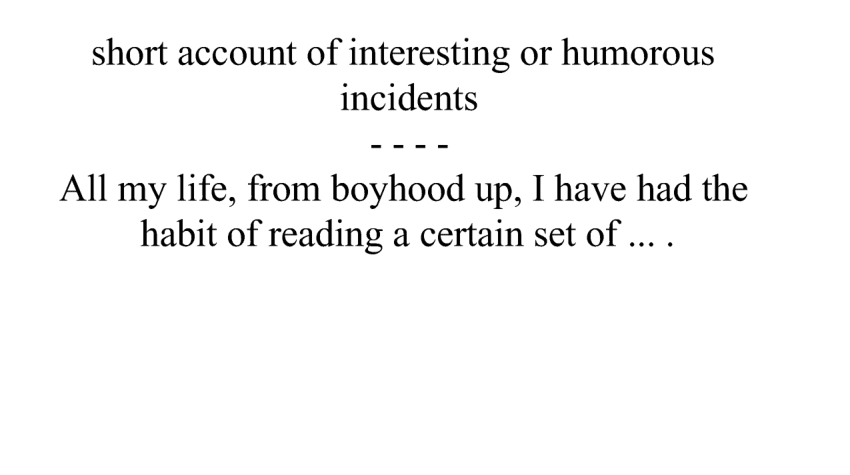 short account of interesting or humorous
incidents
- - - -
All my life, from boyhood up, I have had the
habit of reading a certain set of ... .